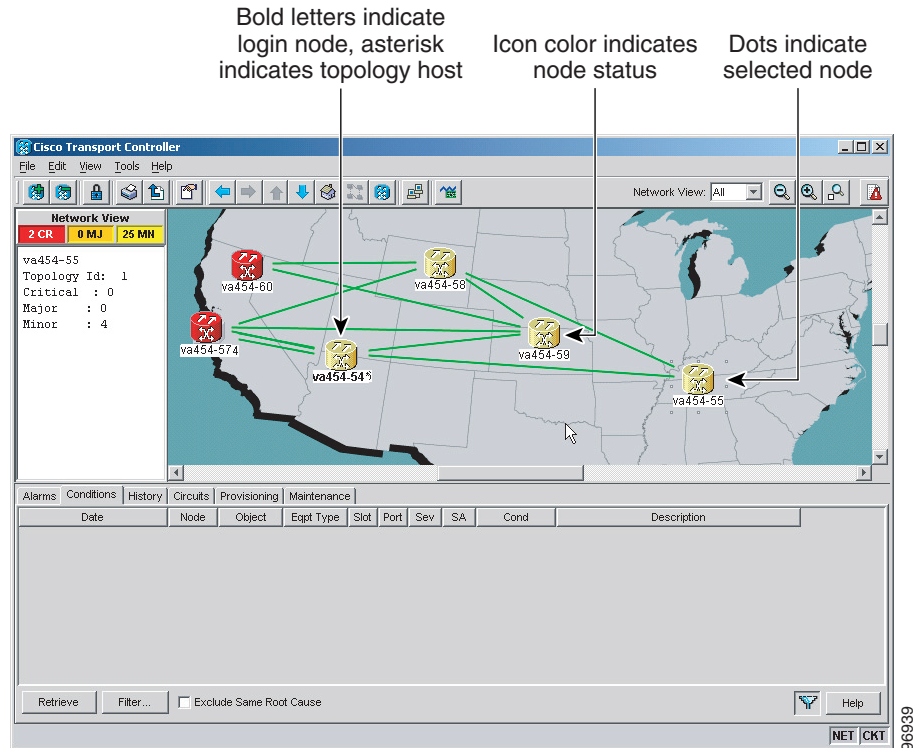 Bold letters indicate
login node, asterisk
indicates topology host
Icon color indicates
node status
Dots indicate
selected node
Cisco Transport Controller
File Edit View Tools Help
Network View: All
Network View
2 CR 0 MJ 25 MN
va454-55
Topology Id: 1
Critical : 0
Major : 0
Minor : 4
va454-60
va454-58
va454-574
va454-59
va454-54*)
va454-55
Alarms Conditions History Circuits Provisioning Maintenance
Date Node Object Eqpt Type Slot Port Sev SA Cond Description
Retrieve Filter... Exclude Same Root Cause Help
NET CKT
96939